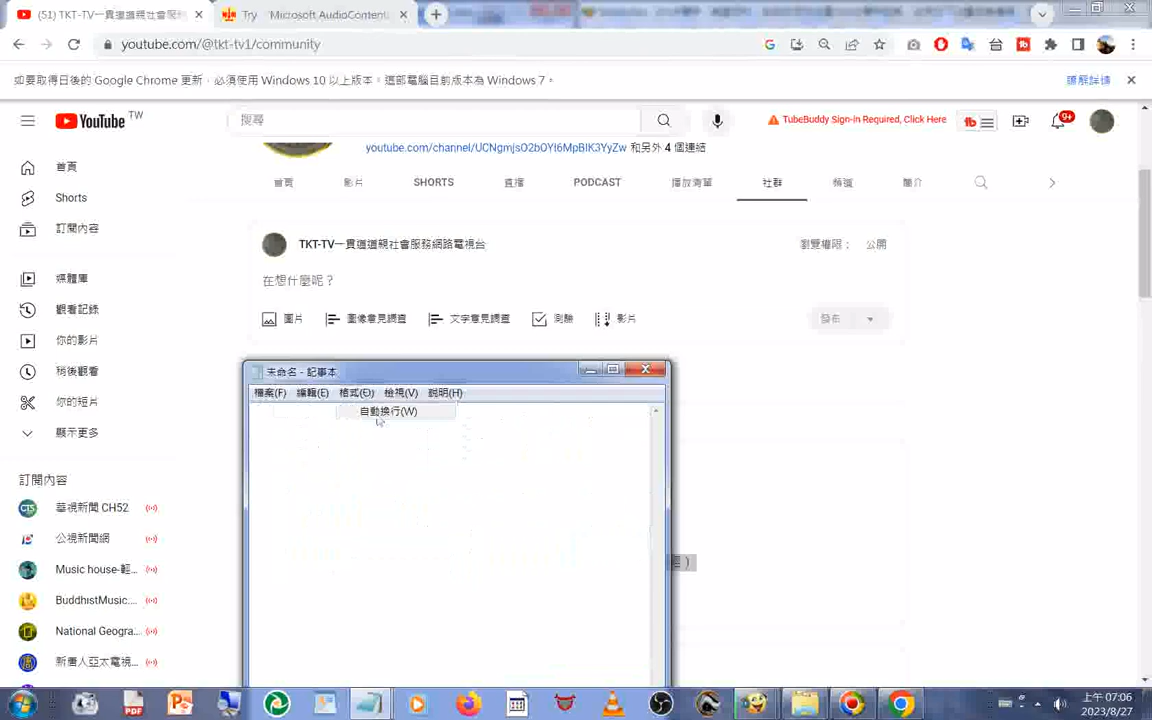 (51) TKT-TV一貫道道親社會服務
Try Microsoft AudioContent
youtube.com/@tkt-tv1/community
如要取得日後的 Google Chrome 更新，必須使用 Windows 10 以上版本。這部電腦目前版本為 Windows 7。
瞭解詳情
YouTube TW
搜尋
TubeBuddy Sign-in Required, Click Here
9+
youtube.com/channel/UCNgmjsO2bOYl6MpBIK3YyZw 和另外 4 個連結
首頁 影片 SHORTS 直播 PODCAST 播放清單 社群 頻道 簡介
首頁
Shorts
訂閱內容
媒體庫
觀看記錄
你的影片
稍後觀看
你的短片
顯示更多
訂閱內容
華視新聞 CH52
公視新聞網
Music house-輕...
BuddhistMusic....
National Geogra...
新唐人亞太電視...
TKT-TV一貫道道親社會服務網路電視台
瀏覽權限： 公開
在想什麼呢？
圖片 圖像意見調查 文字意見調查 測驗 影片
發布
未命名 - 記事本
檔案(F) 編輯(E) 格式(O) 檢視(V) 說明(H)
自動換行(W)
上午 07:06
2023/8/27